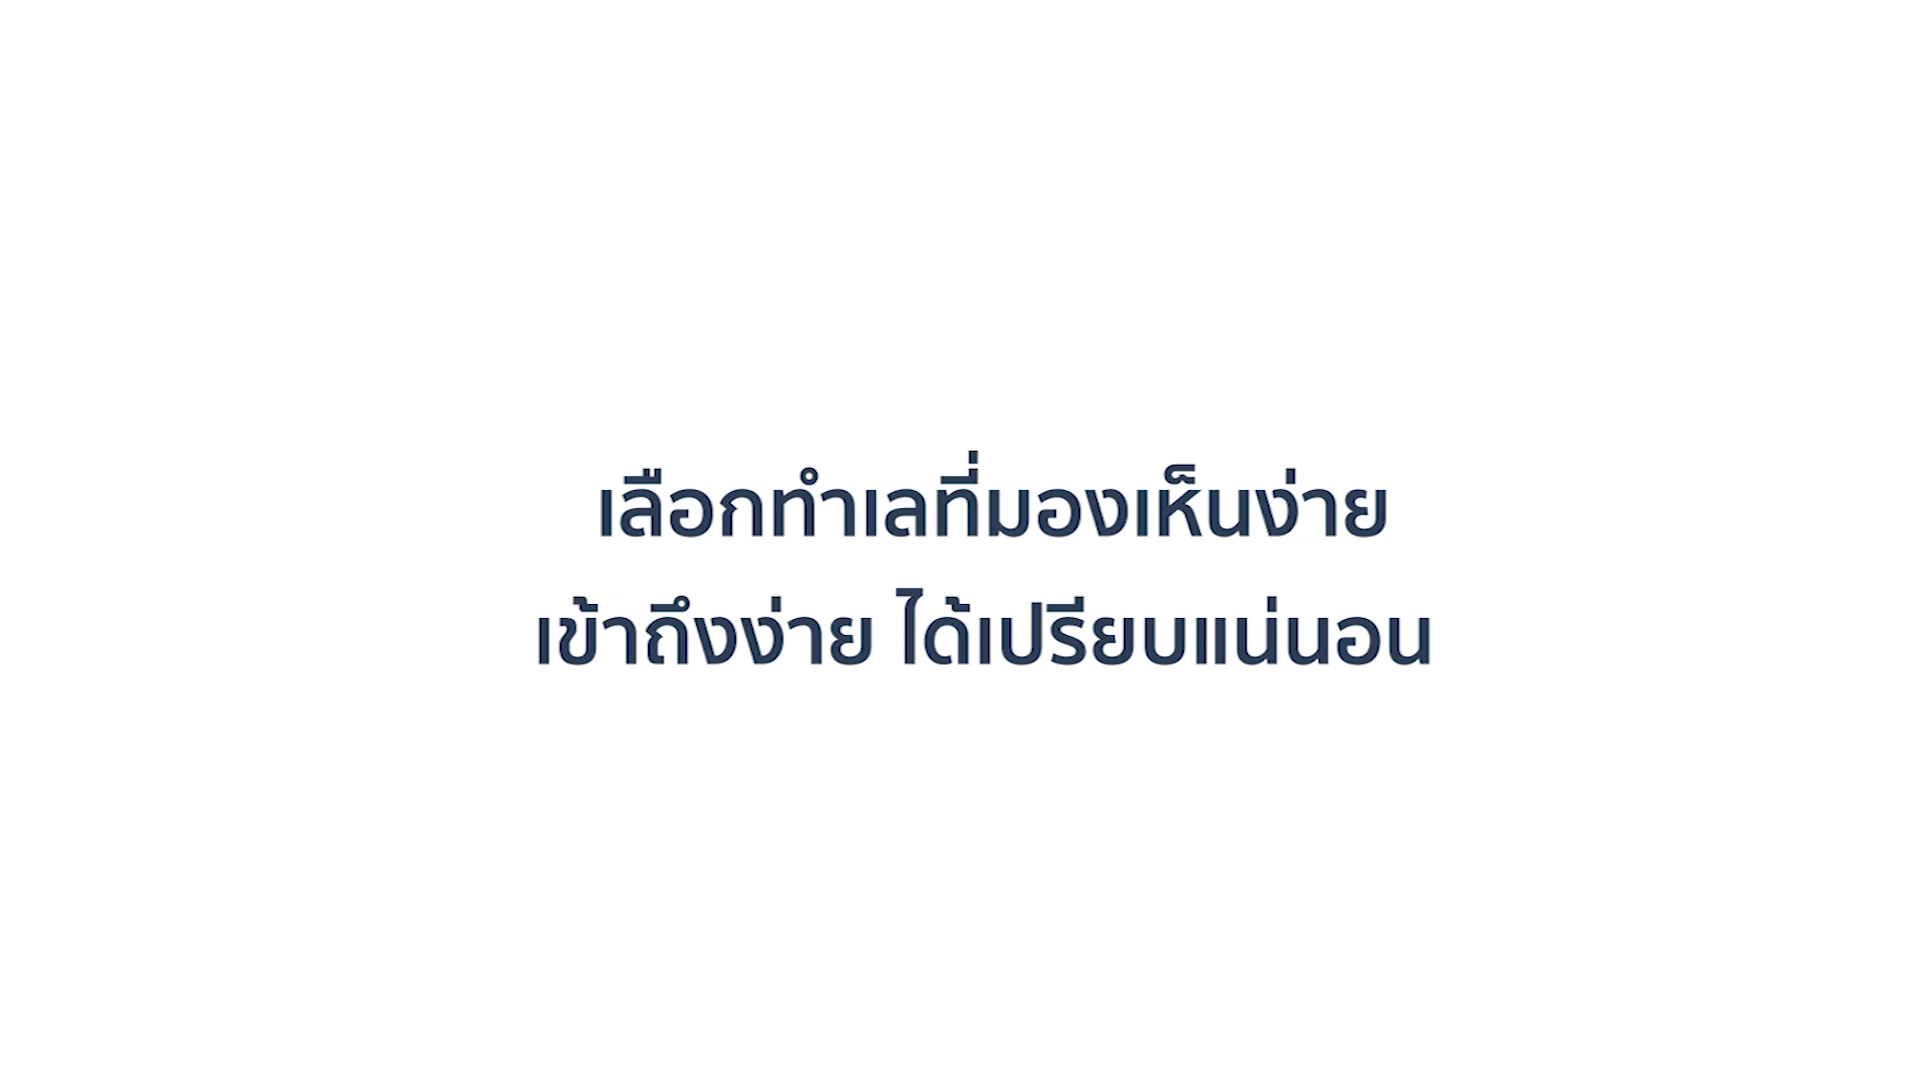 เลือกทำเลที่มองเห็นง่าย
เข้าถึงง่าย ได้เปรียบแน่นอน